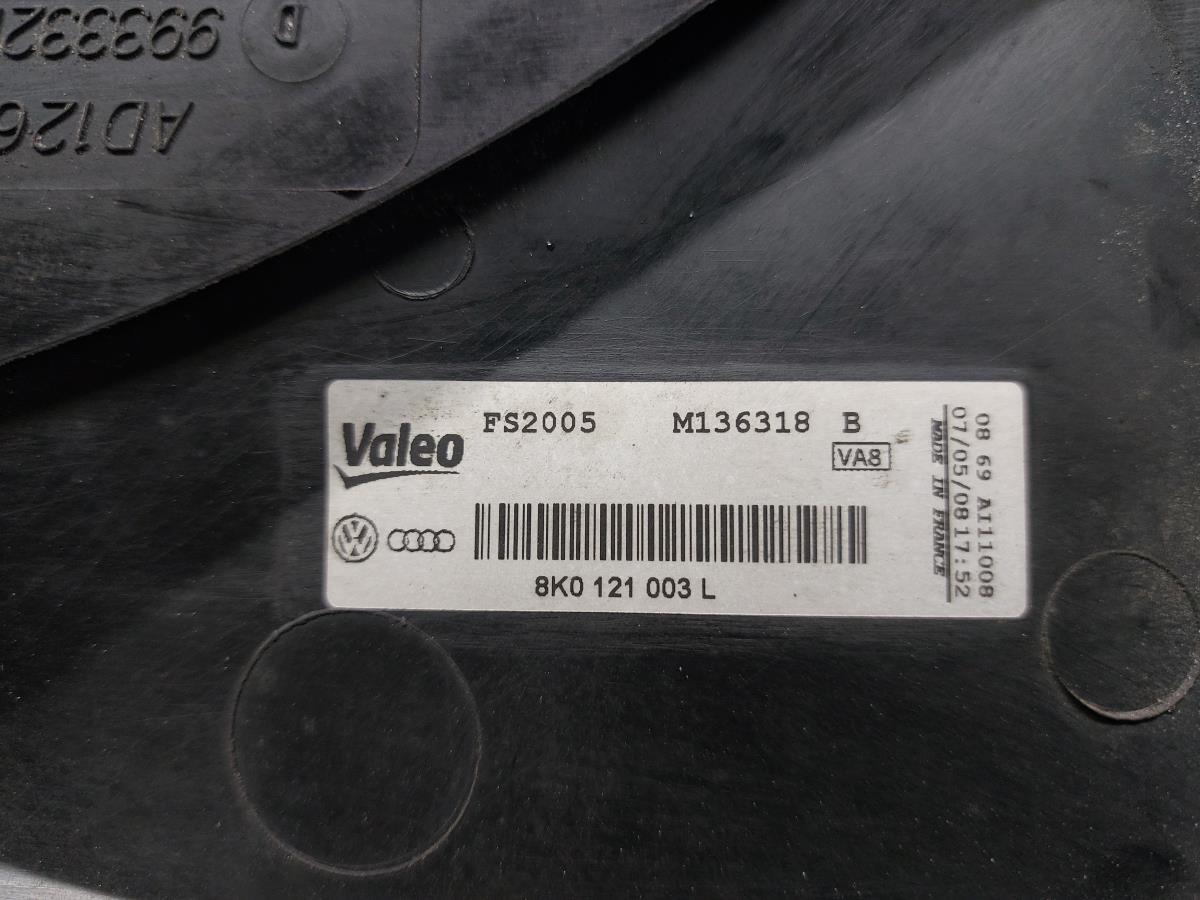 D
AD126
Valeo
FS2005 M136318 B
VA8
8K0 121 003 L
08 69 AI11008
07/05/08 17:52
MADE IN FRANCE